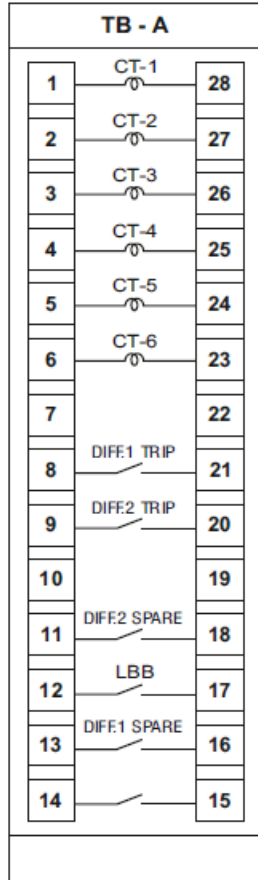 TB - A
1 CT-1 28
2 CT-2 27
3 CT-3 26
4 CT-4 25
5 CT-5 24
6 CT-6 23
7 22
8 DIFF.1 TRIP 21
9 DIFF.2 TRIP 20
10 19
11 DIFF.2 SPARE 18
12 LBB 17
13 DIFF.1 SPARE 16
14 15